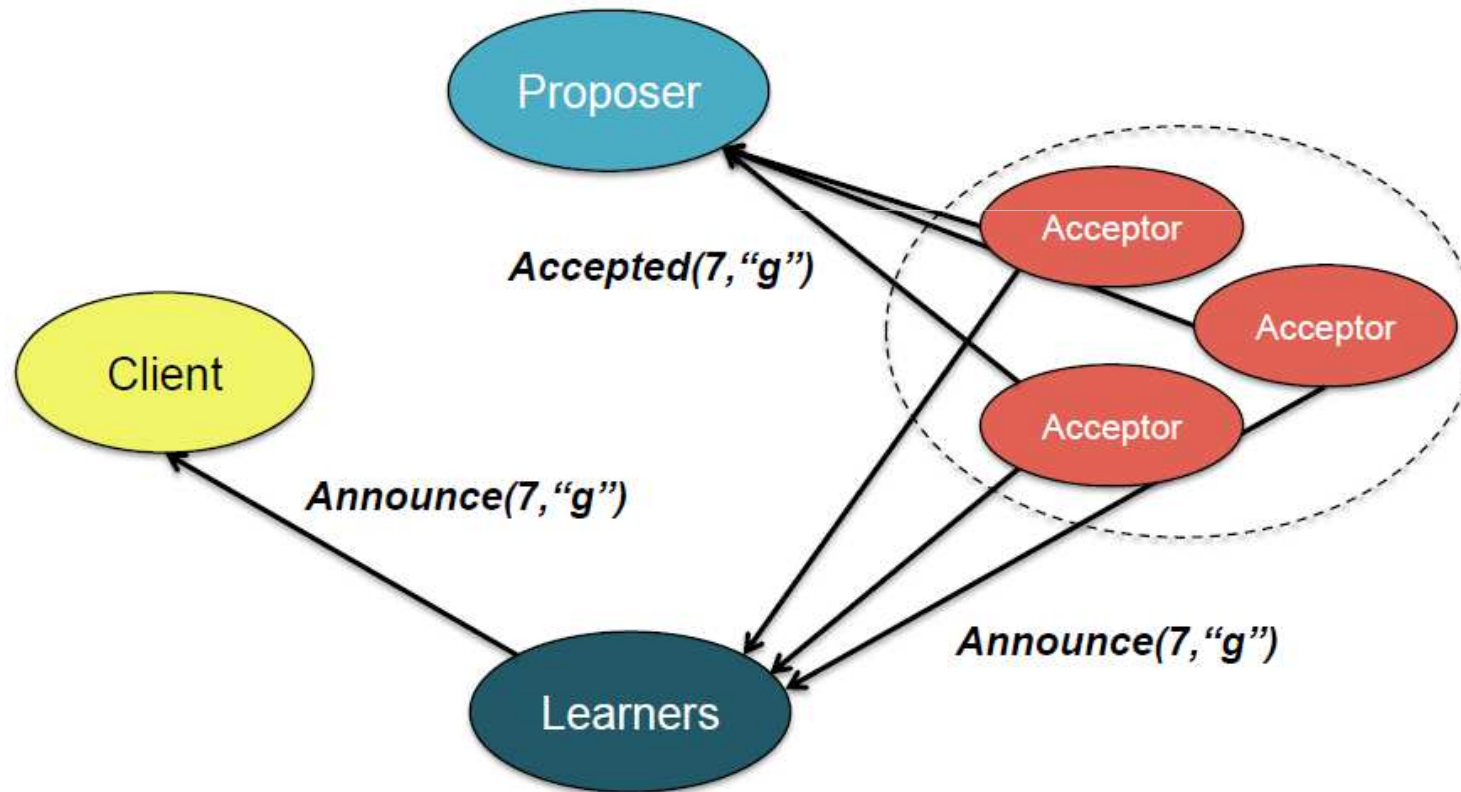 Proposer
Acceptor
Accepted(7,“g”)
Acceptor
Client
Acceptor
Announce(7,“g”)
Announce(7,“g”)
Learners